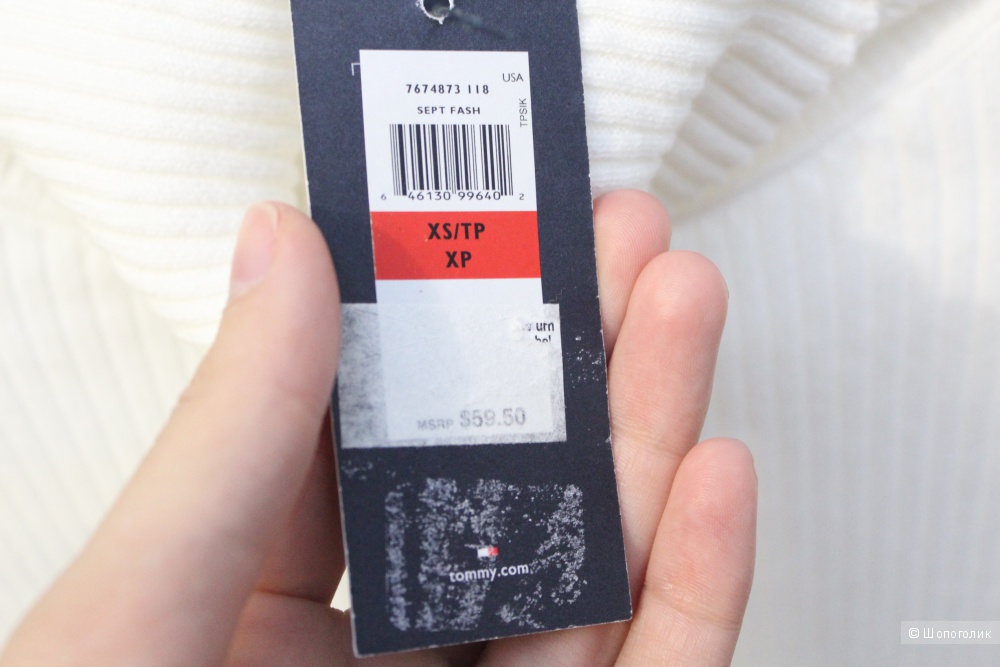 USA
7674873 118
SEPT FASH
TPSIK
6 46130 99640 2
XS/TP
XP
MSRP $59.50
tommy.com
© Шопоголик